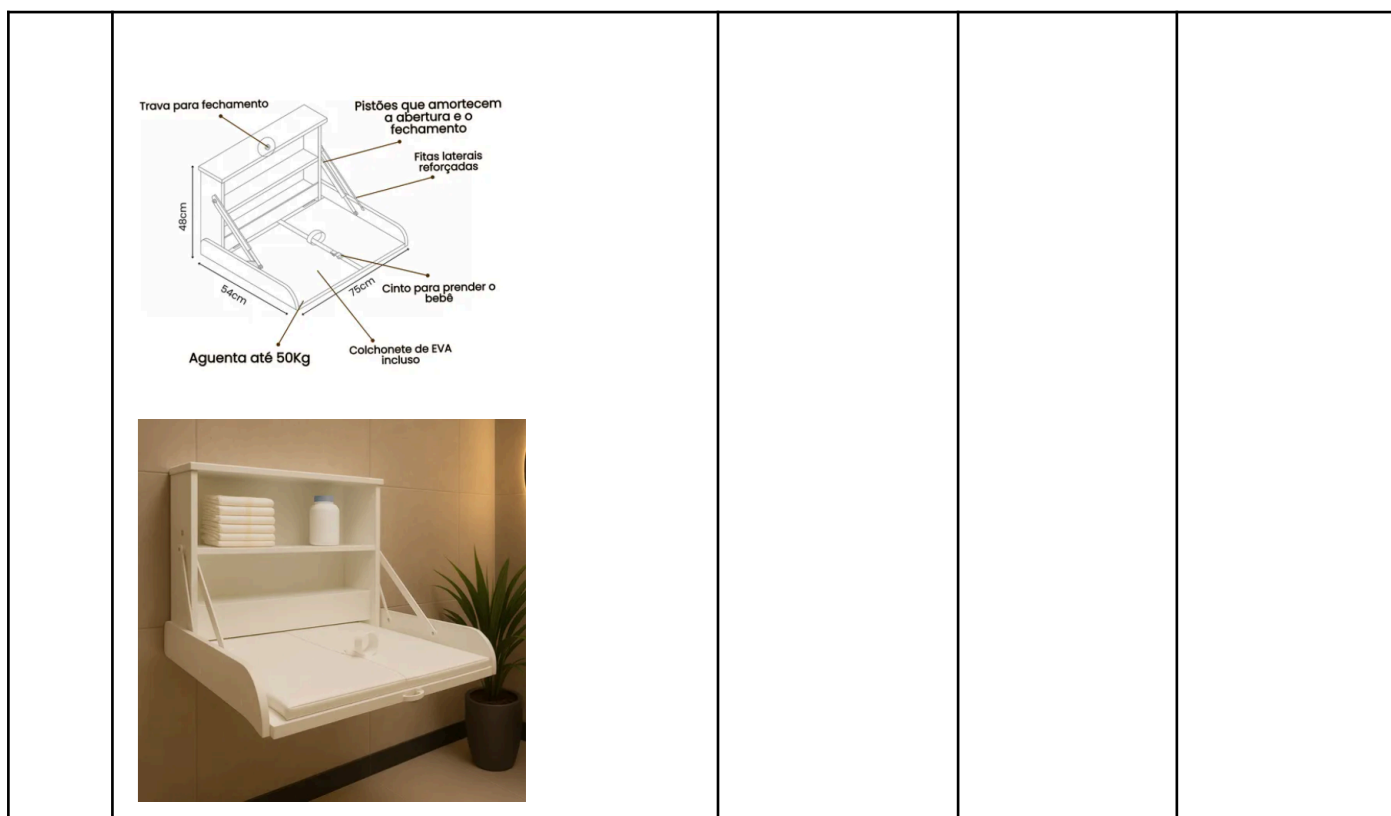 Trava para fechamento
Pistões que amortecem
a abertura e o
fechamento
Fitas laterais
reforçadas
48cm
54cm
75cm
Cinto para prender o
bebê
Aguenta até 50Kg
Colchonete de EVA
incluso